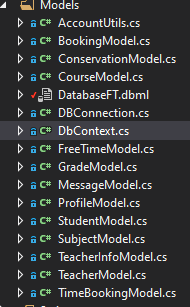 Models
C# AccountUtils.cs
C# BookingModel.cs
C# ConservationModel.cs
C# CourseModel.cs
DatabaseFT.dbml
C# DBConnection.cs
C# DbContext.cs
C# FreeTimeModel.cs
C# GradeModel.cs
C# MessageModel.cs
C# ProfileModel.cs
C# StudentModel.cs
C# SubjectModel.cs
C# TeacherInfoModel.cs
C# TeacherModel.cs
C# TimeBookingModel.cs